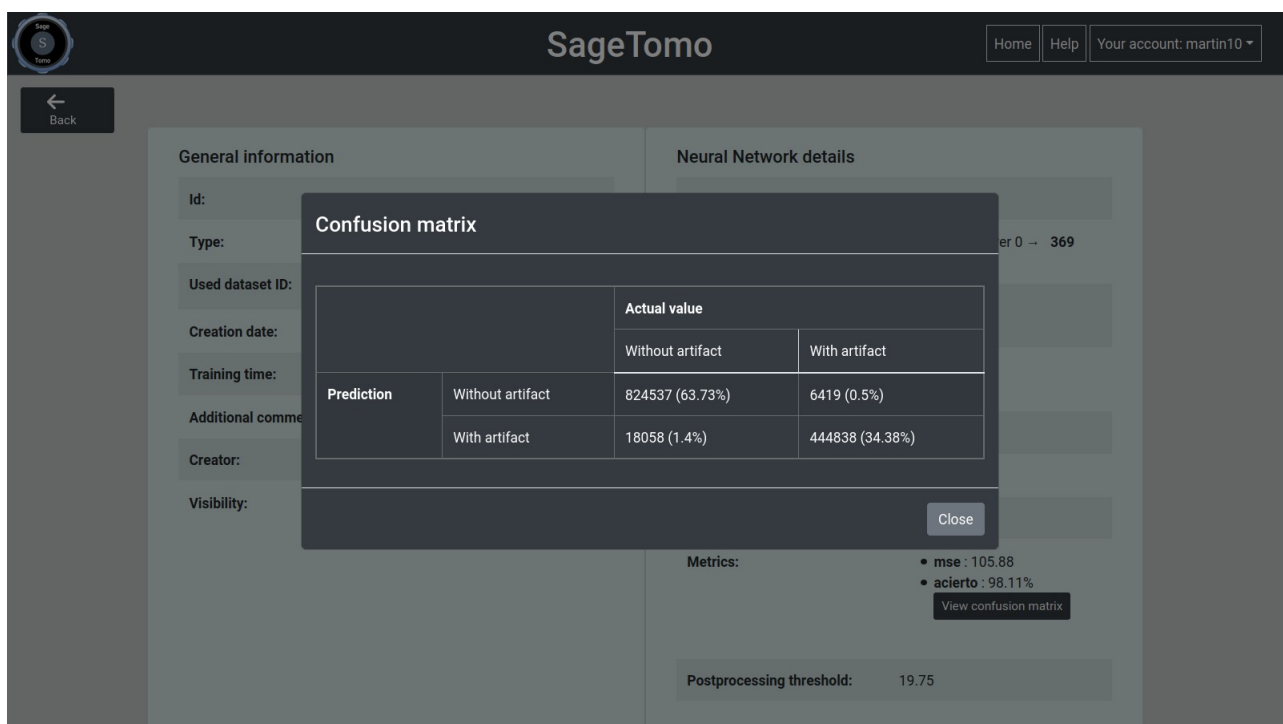 Sage
S
Tomo
SageTomo
Home Help Your account: martin10
Back
General information
Neural Network details
Id:
Type:
er 0 → 369
Used dataset ID:
Creation date:
Training time:
Additional comme
Creator:
Visibility:
Confusion matrix
Actual value
Without artifact With artifact
Prediction Without artifact 824537 (63.73%) 6419 (0.5%)
With artifact 18058 (1.4%) 444838 (34.38%)
Close
Metrics:
• mse : 105.88
• acierto : 98.11%
View confusion matrix
Postprocessing threshold: 19.75